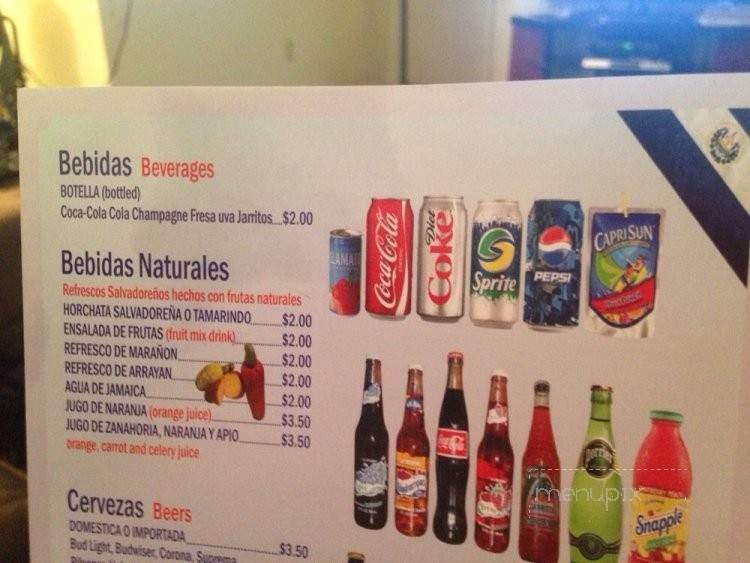 Bebidas Beverages
BOTELLA (bottled)
Coca-Cola Cola Champagne Fresa uva Jarritos...$2.00
Bebidas Naturales
Refrescos Salvadoreños hechos con frutas naturales
HORCHATA SALVADOREÑA O TAMARINDO $2.00
ENSALADA DE FRUTAS (fruit mix drink) $2.00
REFRESCO DE MARAÑON $2.00
REFRESCO DE ARRAYAN $2.00
AGUA DE JAMAICA $2.00
JUGO DE NARANJA (orange juice) $3.50
JUGO DE ZANAHORIA, NARANJA Y APIO $3.50
orange, carrot and celery juice
Cervezas Beers
DOMESTICA O IMPORTADA $3.50
Bud Light, Budwiser, Corona, Suprema
Coca-Cola
Diet Coke
Sprite
PEPSI
CAPRI SUN
Coca-Cola
Perrier
Snapple
menupix